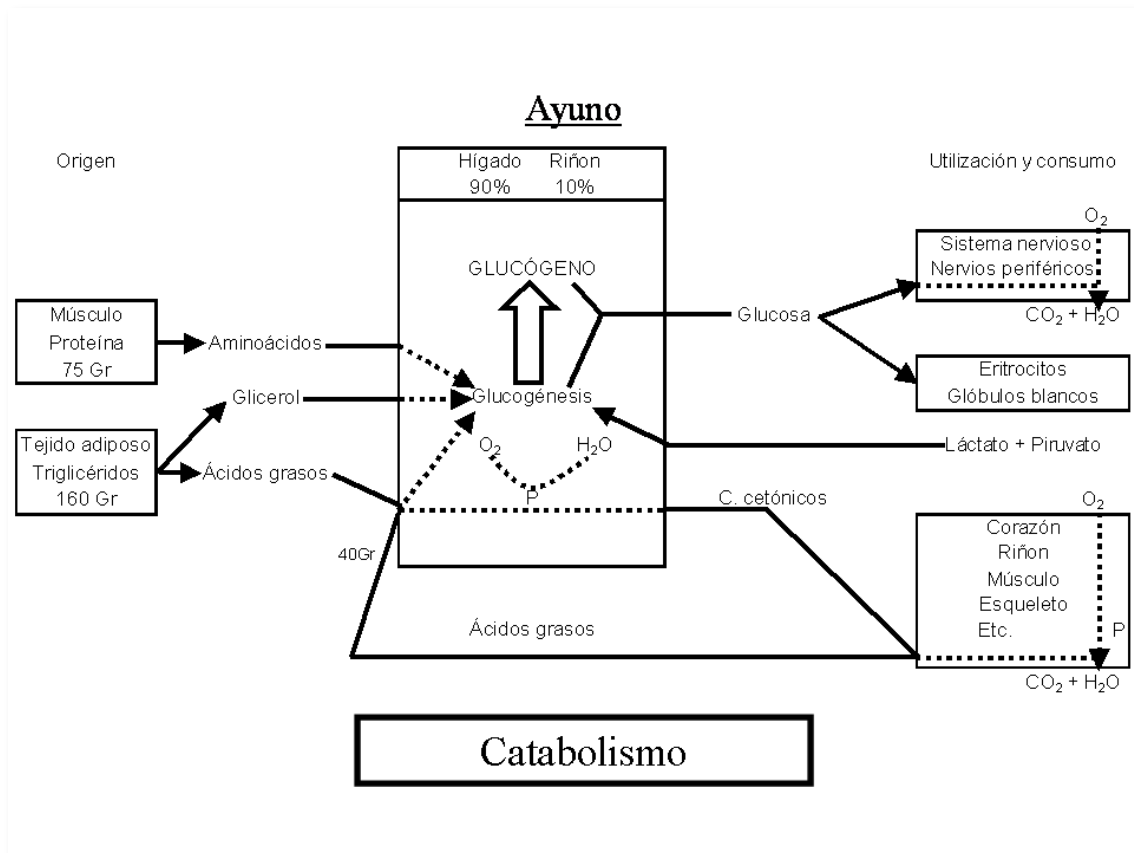 Ayuno
Origen
Hígado Riñon
90% 10%
Utilización y consumo
O₂
Sistema nervioso
Nervios periféricos
CO₂ + H₂O
GLUCÓGENO
Glucosa
Músculo
Proteína
75 Gr
Aminoácidos
Eritrocitos
Glóbulos blancos
Glicerol
Glucogénesis
Tejido adiposo
Triglicéridos
160 Gr
Ácidos grasos
O₂ H₂O
P
Láctato + Piruvato
C. cetónicos
O₂
Corazón
Riñon
Músculo
Esqueleto
Etc. P
CO₂ + H₂O
40Gr
Ácidos grasos
Catabolismo